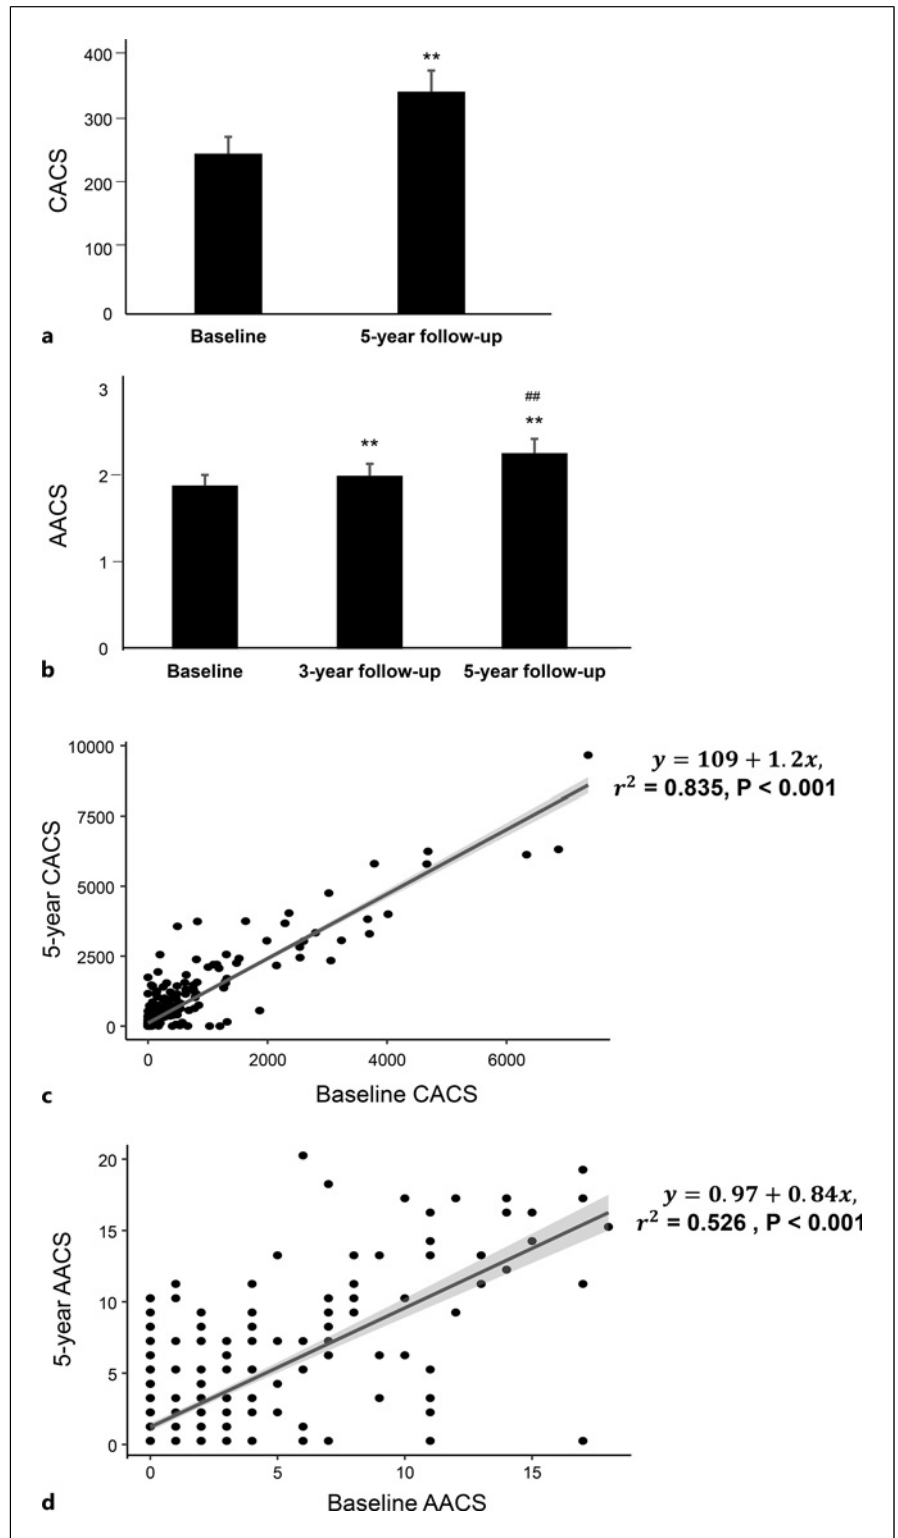 400
**
300
CACS
200
100
0
a
Baseline 5-year follow-up
3
##
**
**
2
AACS
1
0
b
Baseline 3-year follow-up 5-year follow-up
10000
y = 109 + 1.2x,
r² = 0.835, P < 0.001
7500
5-year CACS
5000
2500
0
0 2000 4000 6000
c
Baseline CACS
20
y = 0.97 + 0.84x,
r² = 0.526 , P < 0.001
15
5-year AACS
10
5
0
0 5 10 15
d
Baseline AACS